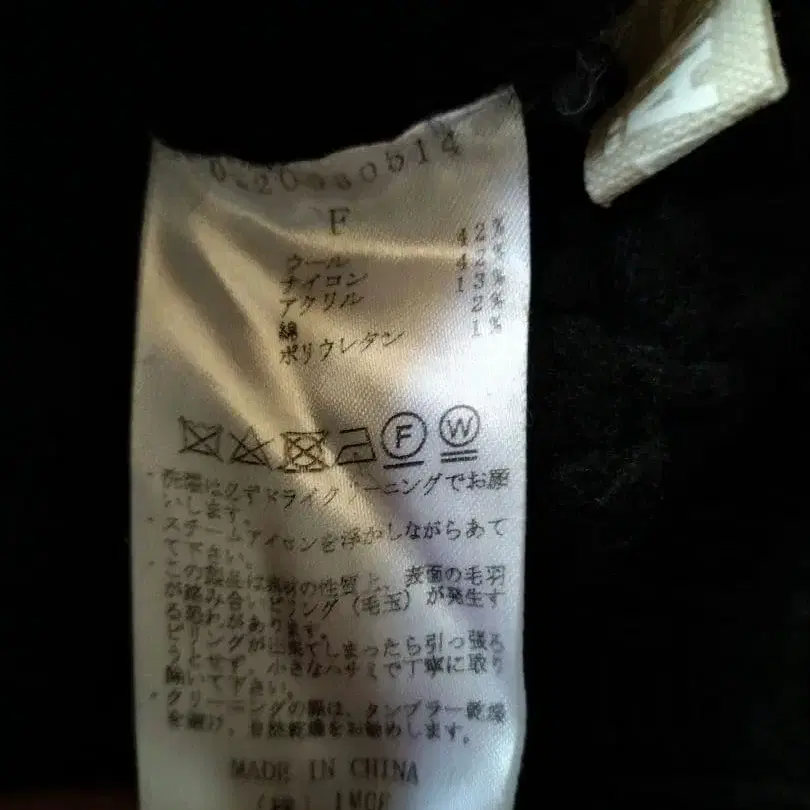 F
ウール 42%
ナイロン 42%
アクリル 13%
綿 2%
ポリウレタン 1%
F W
洗濯は必ずドライクリーニングでお願
いします。
スチームアイロンを浮かしながらあて
て下さい。
この製品は素材の性質上、表面の毛羽
が絡み合いピリング(毛玉)が発生す
る恐れがあります。
ピリングが出来てしまったら引っ張ろ
うとせず、小さなハサミで丁寧に取り
除いて下さい。
クリーニングの際は、タンブラー乾燥
を避け、自然乾燥をお勧めします。
MADE IN CHINA